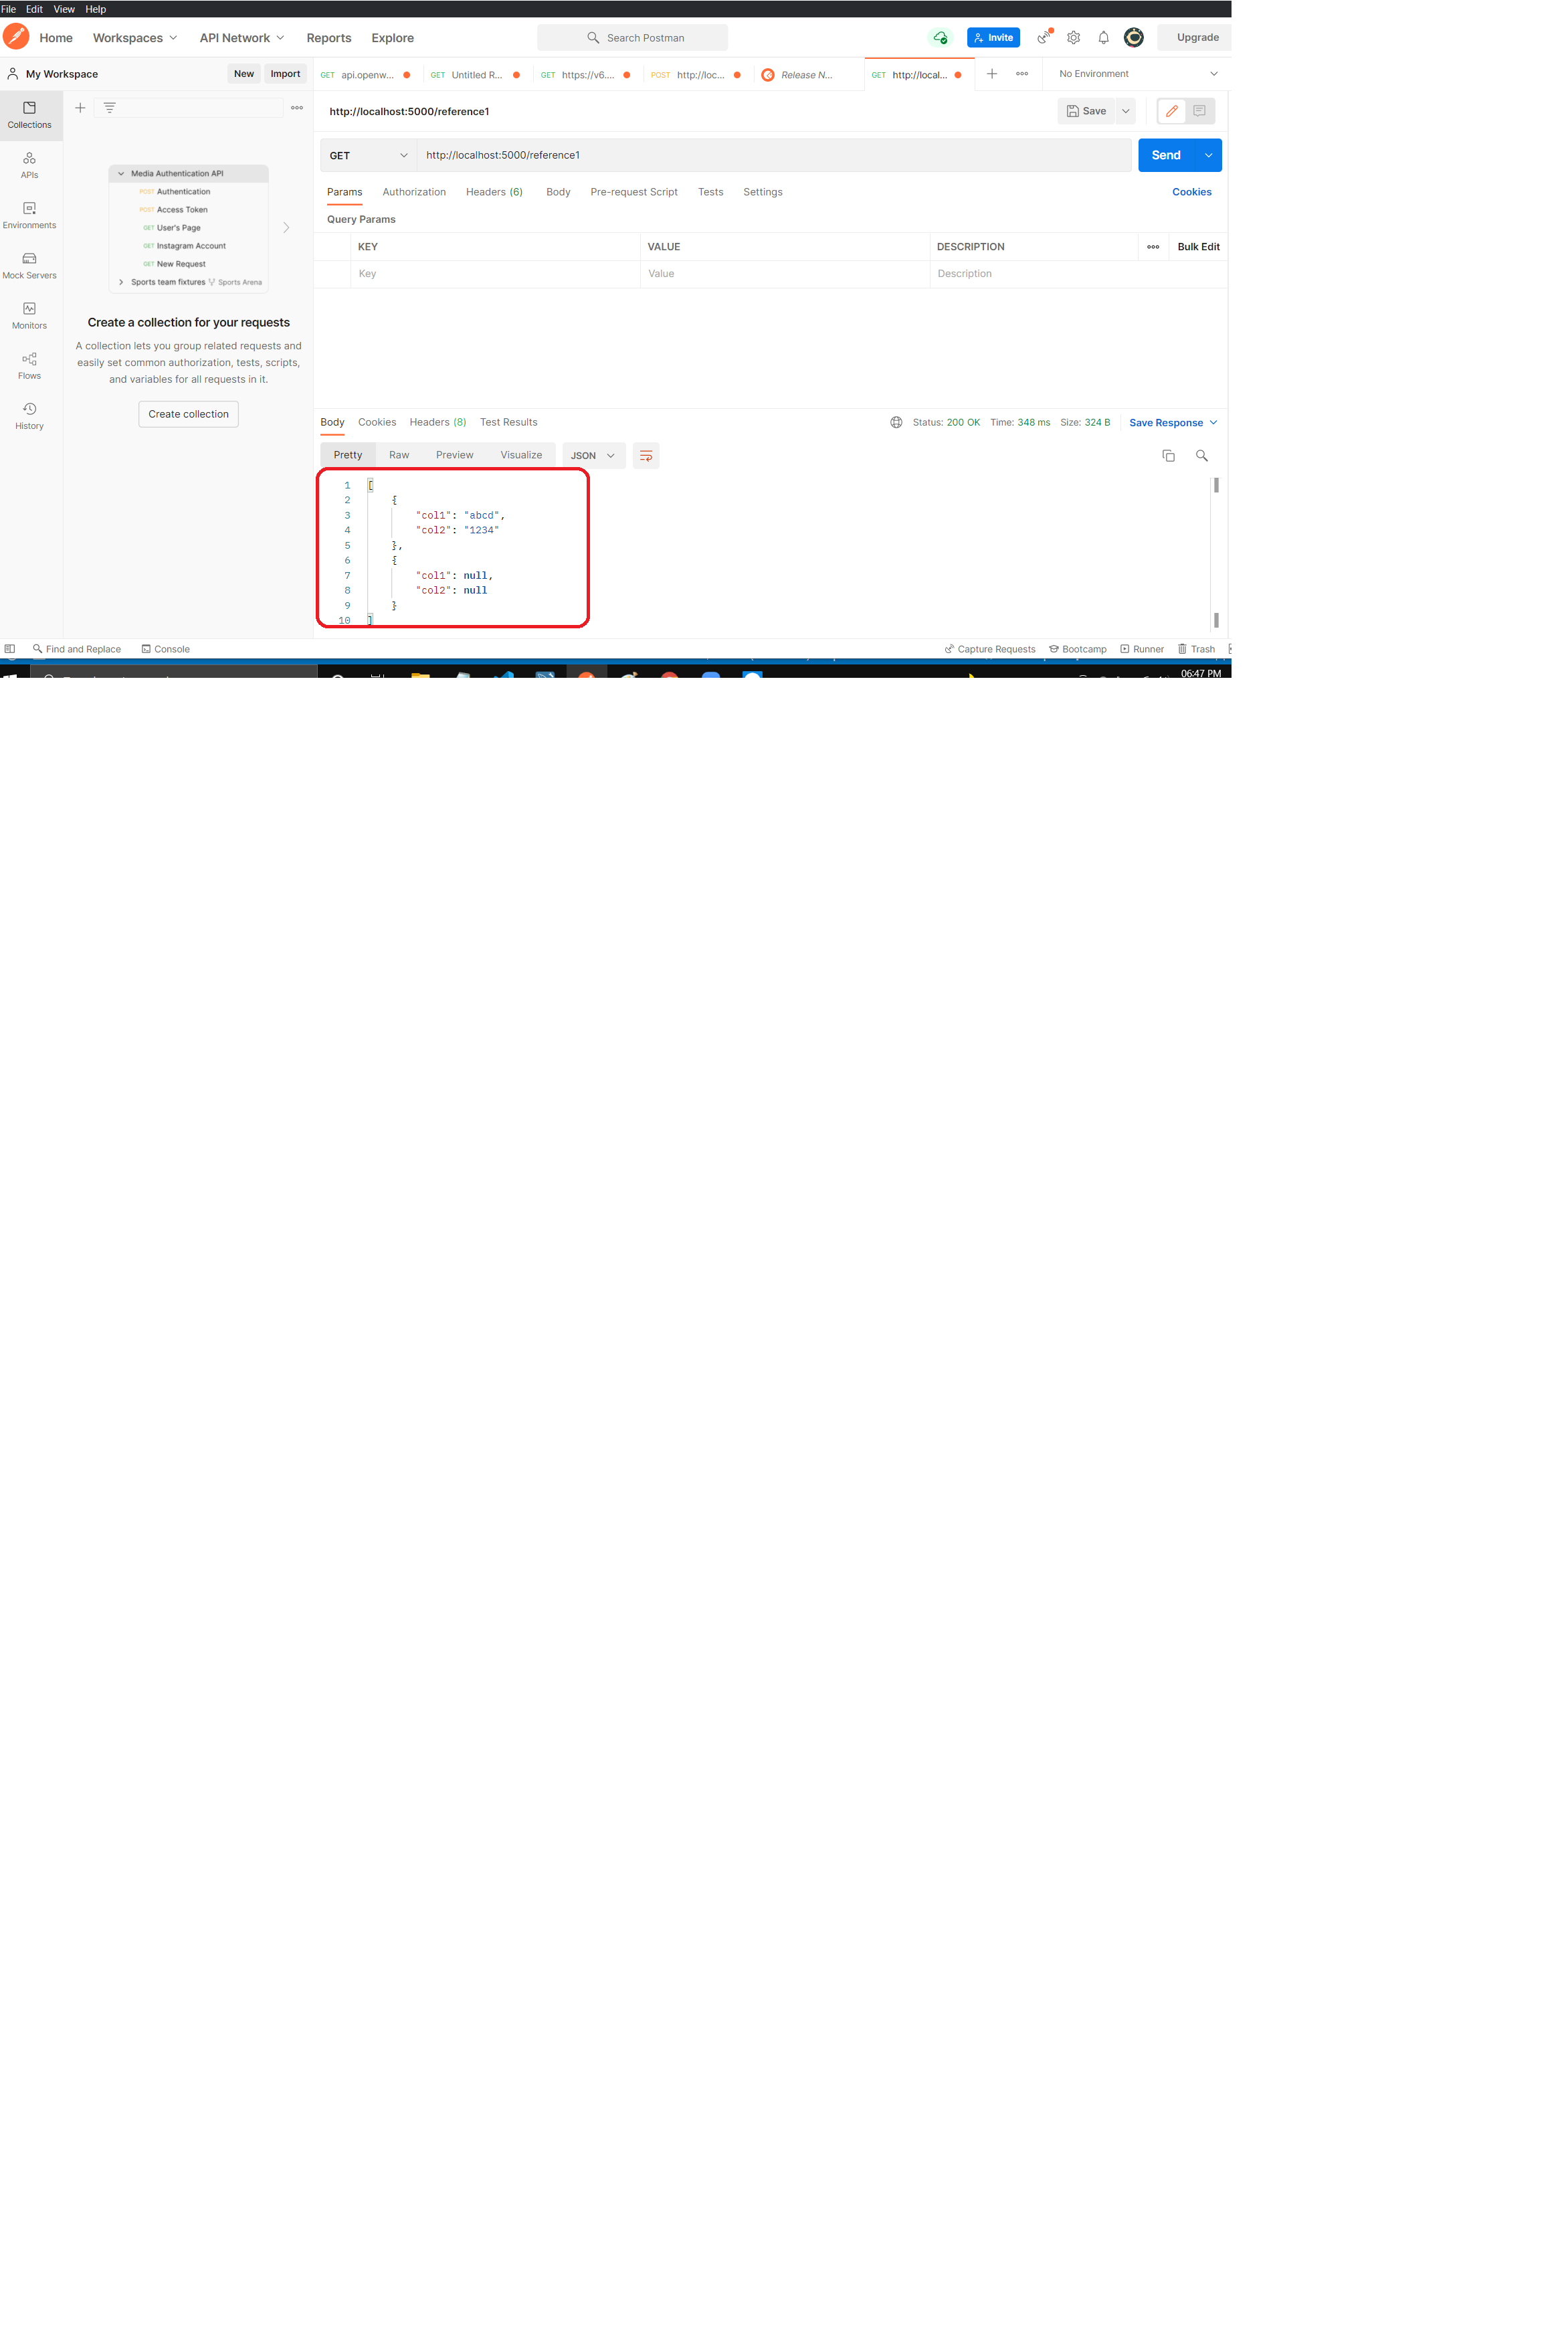 File Edit View Help
Home Workspaces API Network Reports Explore Search Postman Invite Upgrade
My Workspace New Import GET api.openw... GET Untitled R... GET https://v6.... POST http://loc... Release N... GET http://local... No Environment
Collections
APIs
Environments
Mock Servers
Monitors
Flows
History
Media Authentication API
POST Authentication
POST Access Token
GET User's Page
GET Instagram Account
GET New Request
Sports team fixtures Sports Arena
Create a collection for your requests
A collection lets you group related requests and
easily set common authorization, tests, scripts,
and variables for all requests in it.
Create collection
http://localhost:5000/reference1 Save
GET http://localhost:5000/reference1 Send
Params Authorization Headers (6) Body Pre-request Script Tests Settings Cookies
Query Params
KEY VALUE DESCRIPTION Bulk Edit
Key Value Description
Body Cookies Headers (8) Test Results Status: 200 OK Time: 348 ms Size: 324 B Save Response
Pretty Raw Preview Visualize JSON
1 [
2 {
3 "col1": "abcd",
4 "col2": "1234"
5 },
6 {
7 "col1": null,
8 "col2": null
9 }
10 ]
Find and Replace Console Capture Requests Bootcamp Runner Trash
06:47 PM